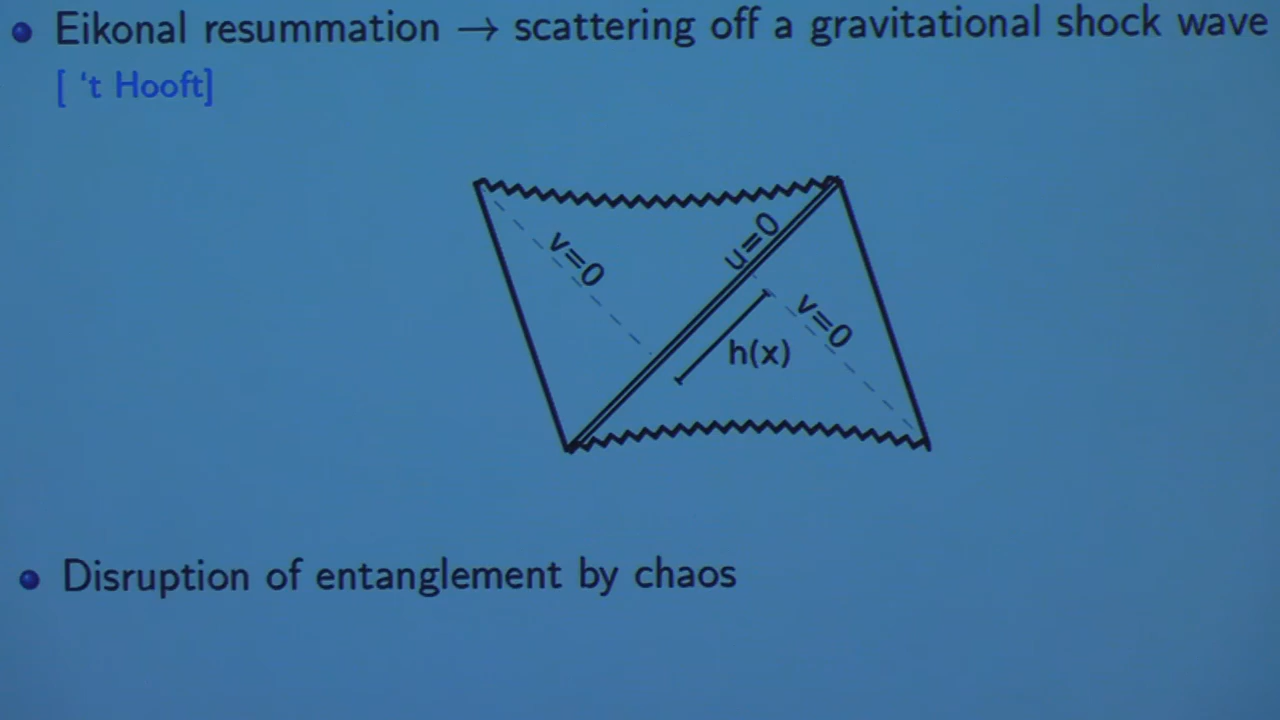 Eikonal resummation → scattering off a gravitational shock wave
[ ‘t Hooft]
v=0
u=0
v=0
h(x)
Disruption of entanglement by chaos